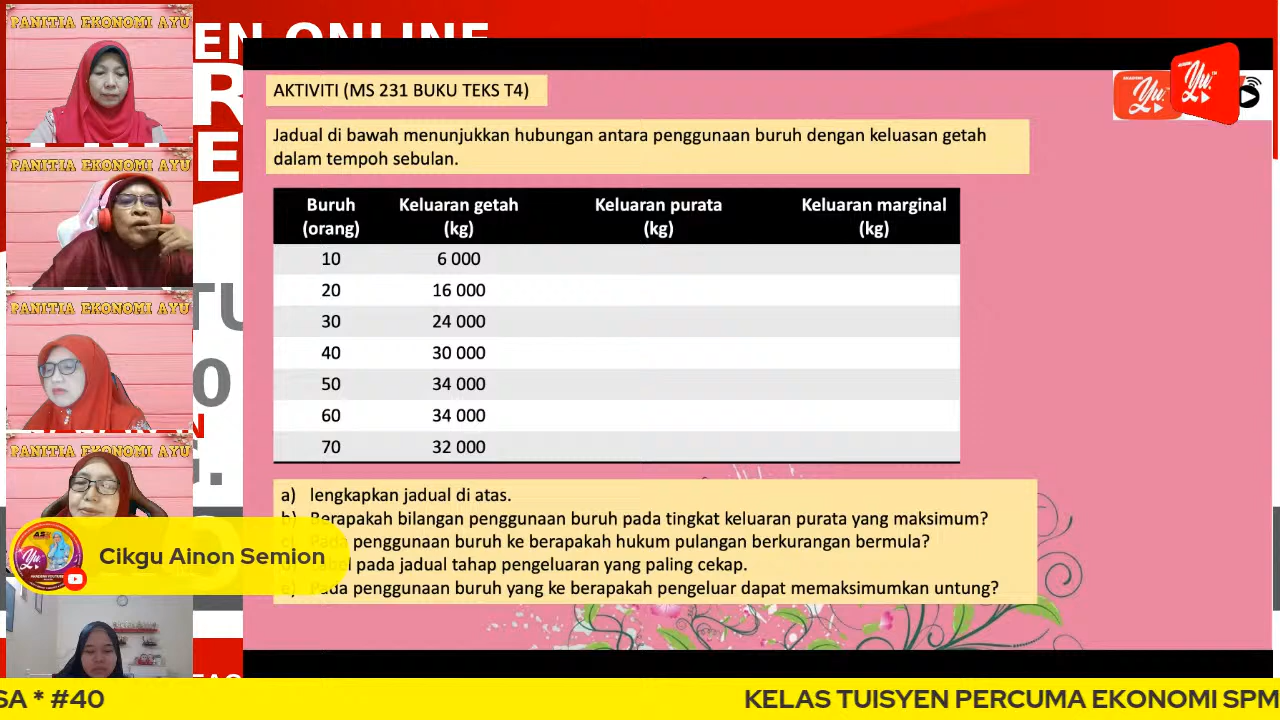 PANITIA EKONOMI AYU
EN ONLINE
AKTIVITI (MS 231 BUKU TEKS T4)
Jadual di bawah menunjukkan hubungan antara penggunaan buruh dengan keluasan getah
dalam tempoh sebulan.
Buruh (orang) Keluaran getah (kg) Keluaran purata (kg) Keluaran marginal (kg)
10 6 000
20 16 000
30 24 000
40 30 000
50 34 000
60 34 000
70 32 000
a) lengkapkan jadual di atas.
b) Berapakah bilangan penggunaan buruh pada tingkat keluaran purata yang maksimum?
Pada penggunaan buruh ke berapakah hukum pulangan berkurangan bermula?
pada jadual tahap pengeluaran yang paling cekap.
e) Pada penggunaan buruh yang ke berapakah pengeluar dapat memaksimumkan untung?
PANITIA EKONOMI AYU
PANITIA EKONOMI AYU
PANITIA EKONOMI AYU
Yu
Yu
Cikgu Ainon Semion
SA * #40
KELAS TUISYEN PERCUMA EKONOMI SPM